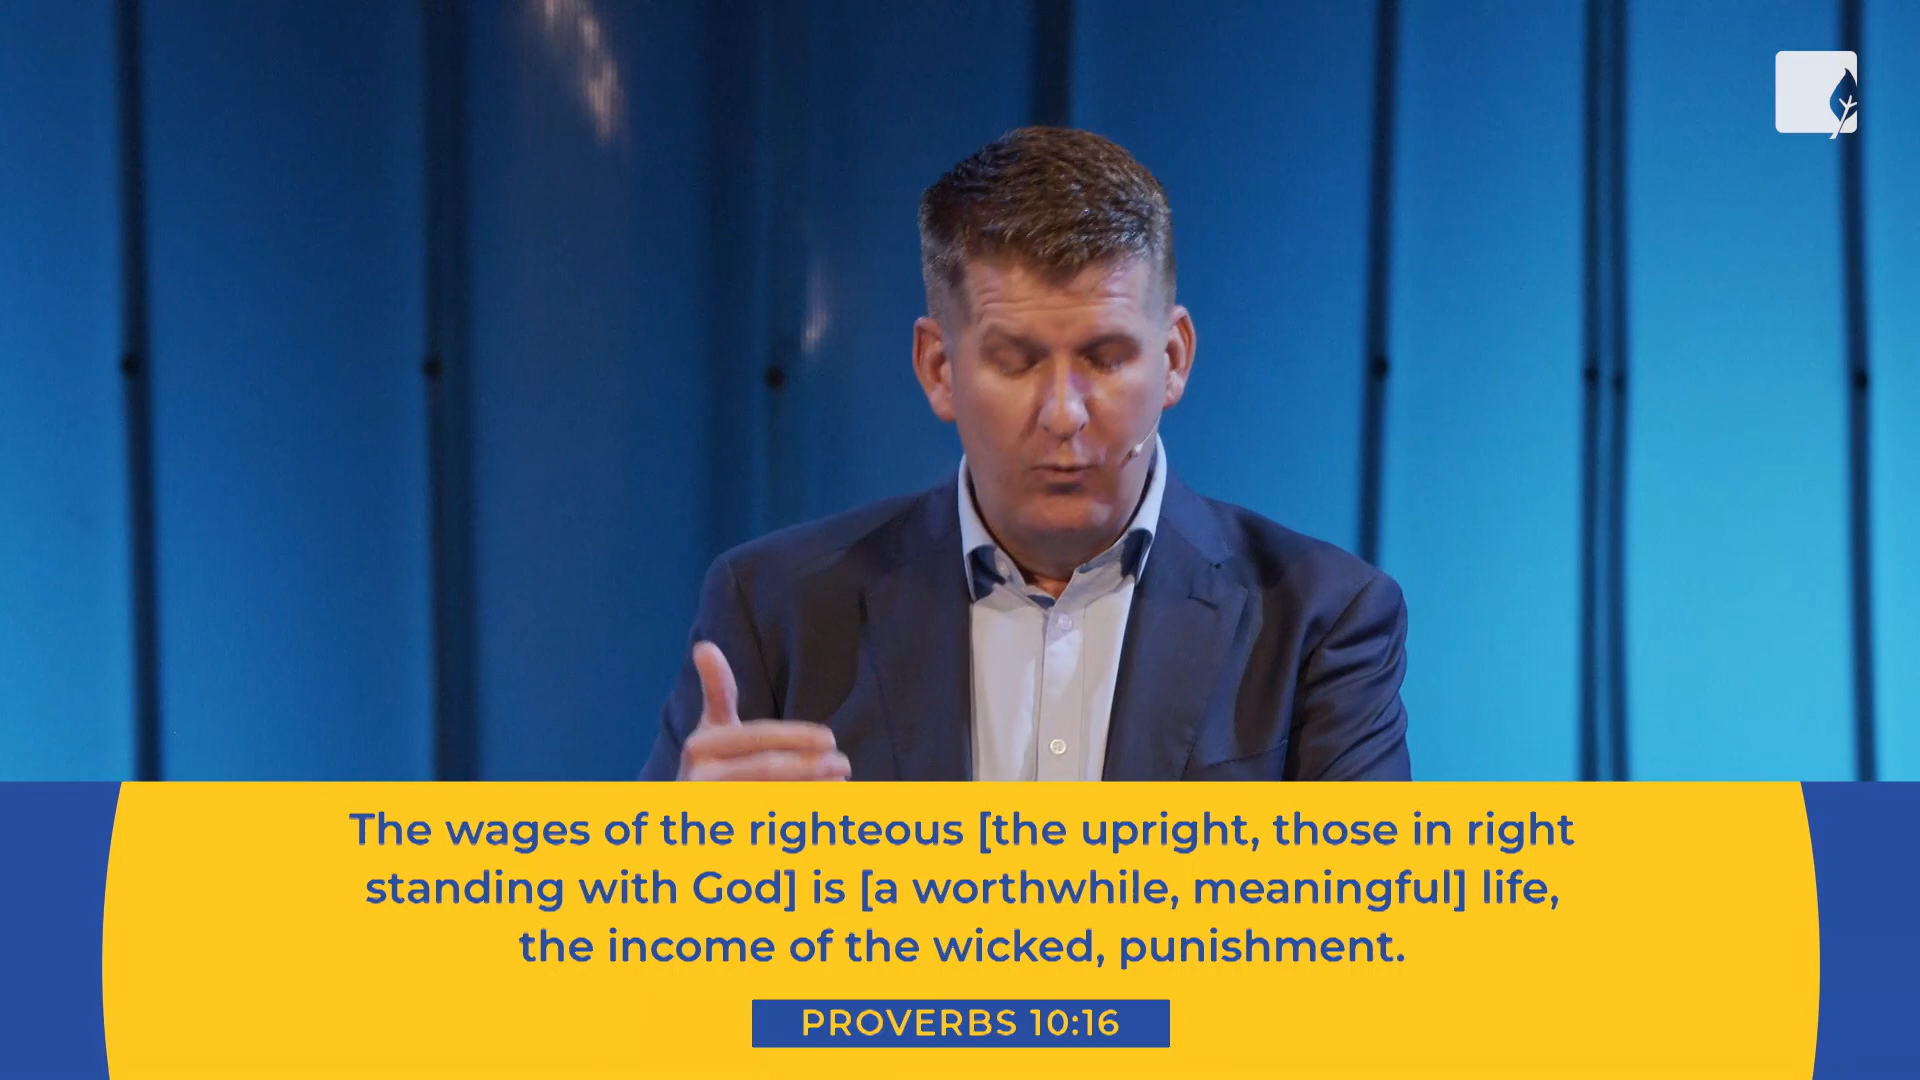 The wages of the righteous [the upright, those in right
standing with God] is [a worthwhile, meaningful] life,
the income of the wicked, punishment.
PROVERBS 10:16